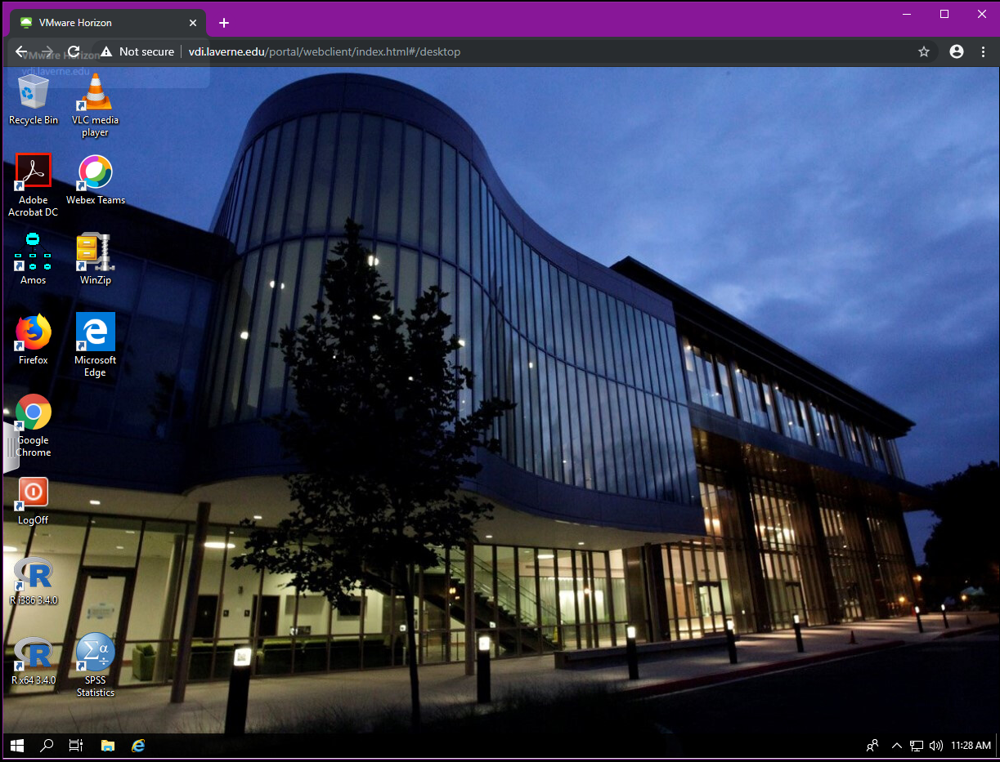 VMware Horizon
Not secure
vdi.laverne.edu/portal/webclient/index.html#/desktop
VMware Horizon
vdi.laverne.edu
Recycle Bin
VLC media
player
Adobe
Acrobat DC
Webex Teams
Amos
WinZip
Firefox
Microsoft
Edge
Google
Chrome
LogOff
R i386 3.4.0
R x64 3.4.0
Σα
SPSS
Statistics
11:28 AM